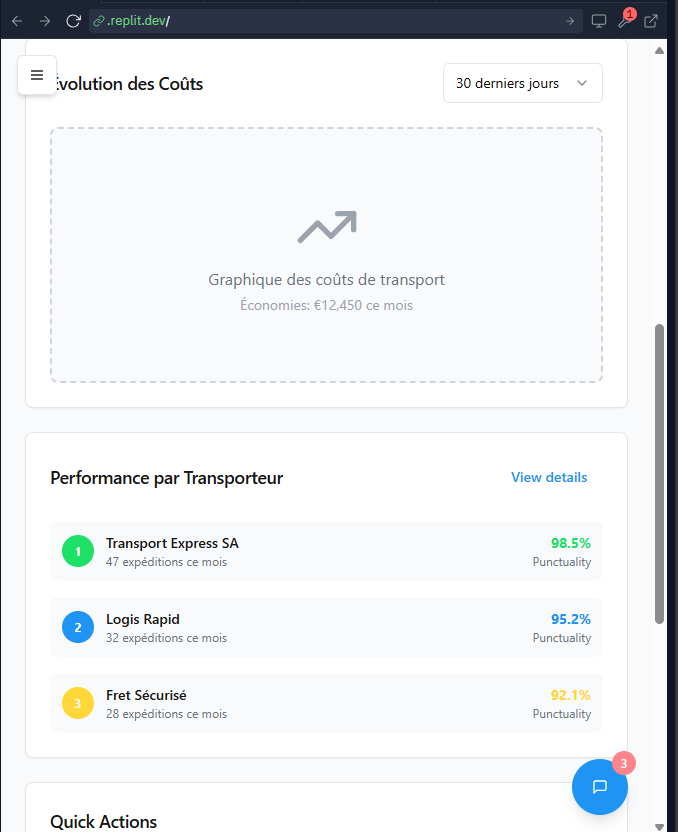 .replit.dev/
1
Évolution des Coûts
30 derniers jours
Graphique des coûts de transport
Économies: €12,450 ce mois
Performance par Transporteur
View details
1
Transport Express SA
98.5%
47 expéditions ce mois
Punctuality
2
Logis Rapid
95.2%
32 expéditions ce mois
Punctuality
3
Fret Sécurisé
92.1%
28 expéditions ce mois
Punctuality
3
Quick Actions